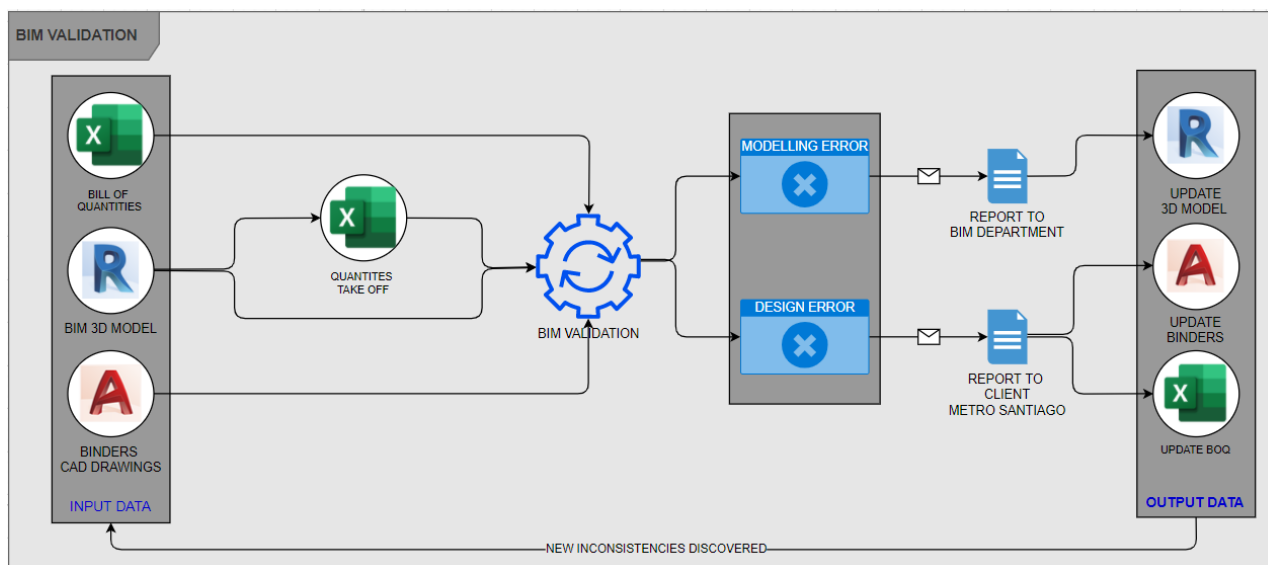 BIM VALIDATION
X
BILL OF
QUANTITIES
R
BIM 3D MODEL
A
BINDERS
CAD DRAWINGS
INPUT DATA
X
QUANTITES
TAKE OFF
BIM VALIDATION
MODELLING ERROR
DESIGN ERROR
REPORT TO
BIM DEPARTMENT
REPORT TO
CLIENT
METRO SANTIAGO
R
UPDATE
3D MODEL
A
UPDATE
BINDERS
X
UPDATE BOQ
OUTPUT DATA
NEW INCONSISTENCIES DISCOVERED